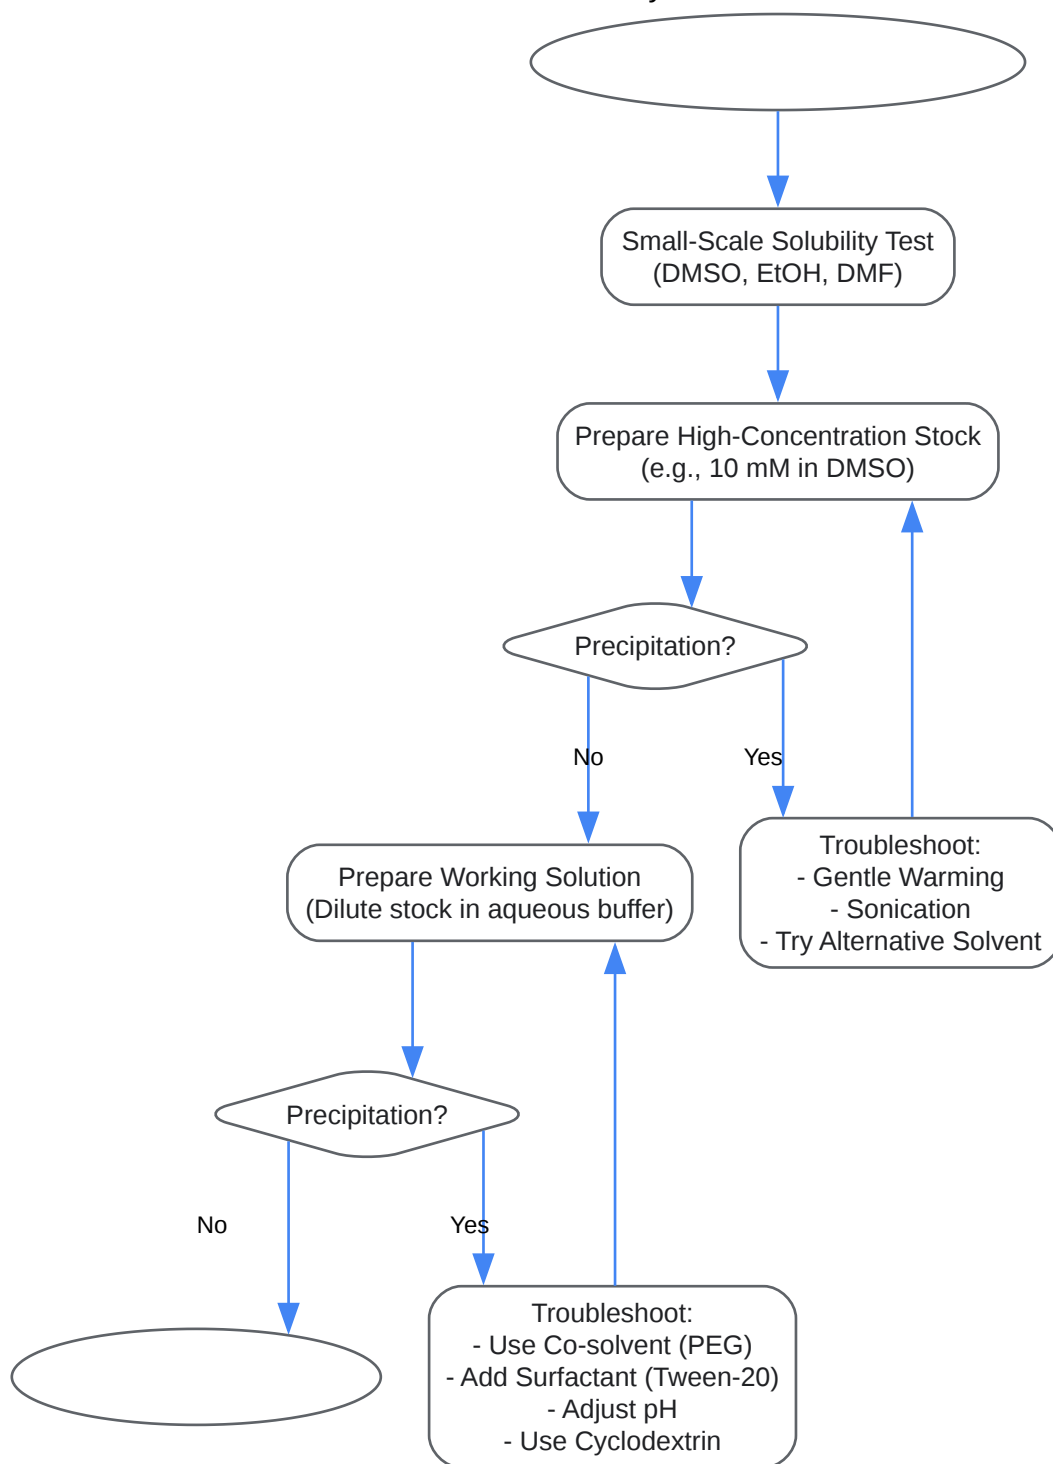 Small-Scale Solubility Test
(DMSO, EtOH, DMF)
Prepare High-Concentration Stock
(e.g., 10 mM in DMSO)
Precipitation?
No
Yes
Troubleshoot:
- Gentle Warming
- Sonication
- Try Alternative Solvent
Prepare Working Solution
(Dilute stock in aqueous buffer)
Precipitation?
No
Yes
Troubleshoot:
- Use Co-solvent (PEG)
- Add Surfactant (Tween-20)
- Adjust pH
- Use Cyclodextrin